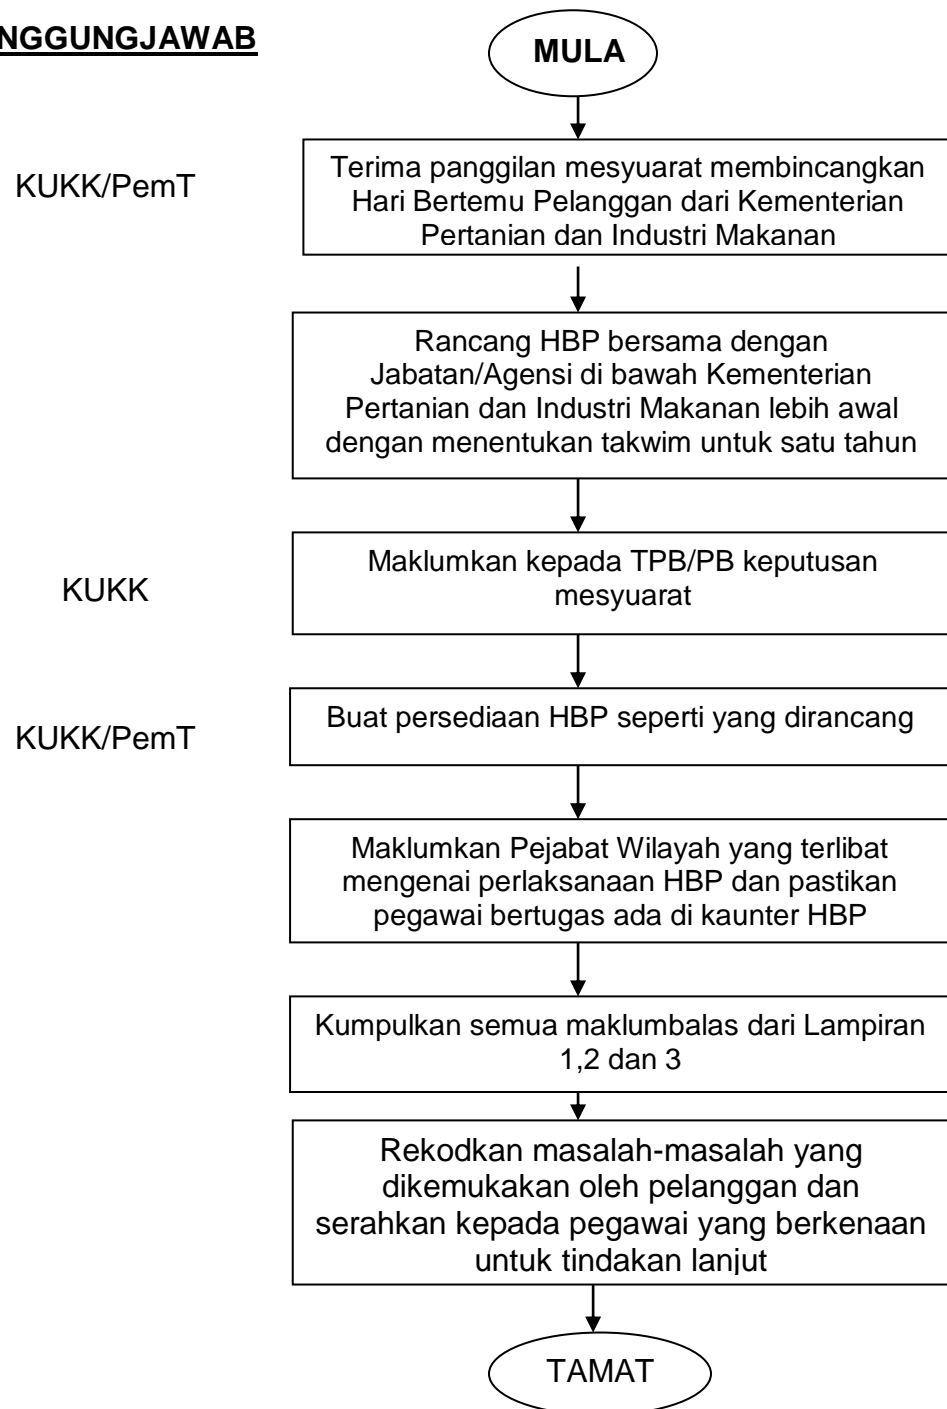 NGGUNGJAWAB
MULA
KUKK/PemT
Terima panggilan mesyuarat membincangkan
Hari Bertemu Pelanggan dari Kementerian
Pertanian dan Industri Makanan
Rancang HBP bersama dengan
Jabatan/Agensi di bawah Kementerian
Pertanian dan Industri Makanan lebih awal
dengan menentukan takwim untuk satu tahun
KUKK
Maklumkan kepada TPB/PB keputusan
mesyuarat
KUKK/PemT
Buat persediaan HBP seperti yang dirancang
Maklumkan Pejabat Wilayah yang terlibat
mengenai perlaksanaan HBP dan pastikan
pegawai bertugas ada di kaunter HBP
Kumpulkan semua maklumbalas dari Lampiran
1,2 dan 3
Rekodkan masalah-masalah yang
dikemukakan oleh pelanggan dan
serahkan kepada pegawai yang berkenaan
untuk tindakan lanjut
TAMAT